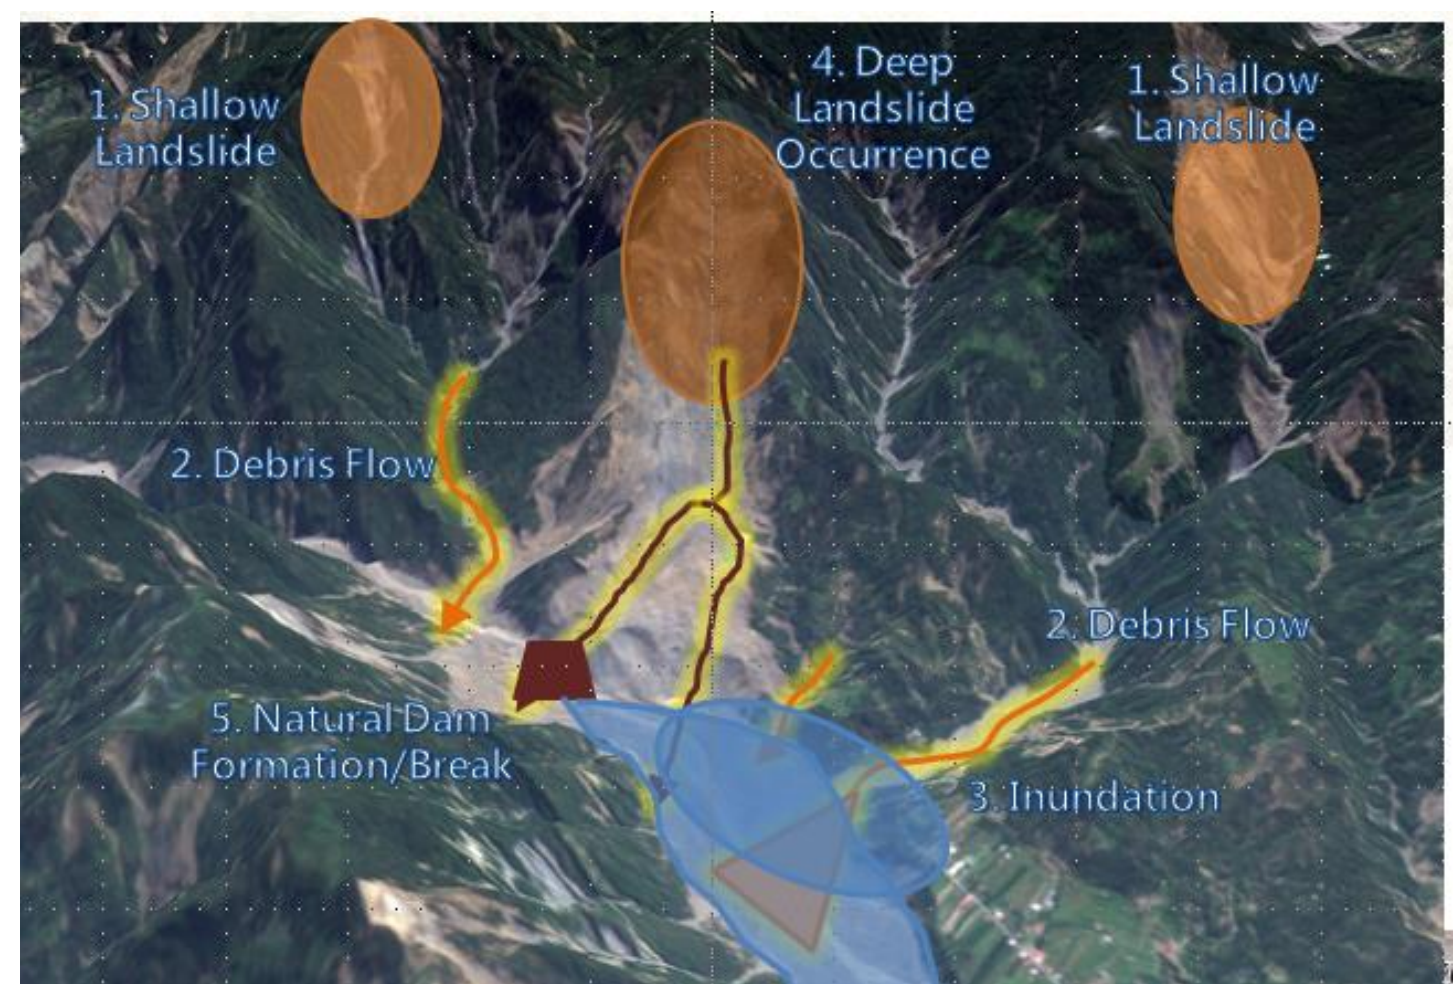 1. Shallow
Landslide
4. Deep
Landslide
Occurrence
1. Shallow
Landslide
2. Debris Flow
2. Debris Flow
5. Natural Dam
Formation/Break
3. Inundation